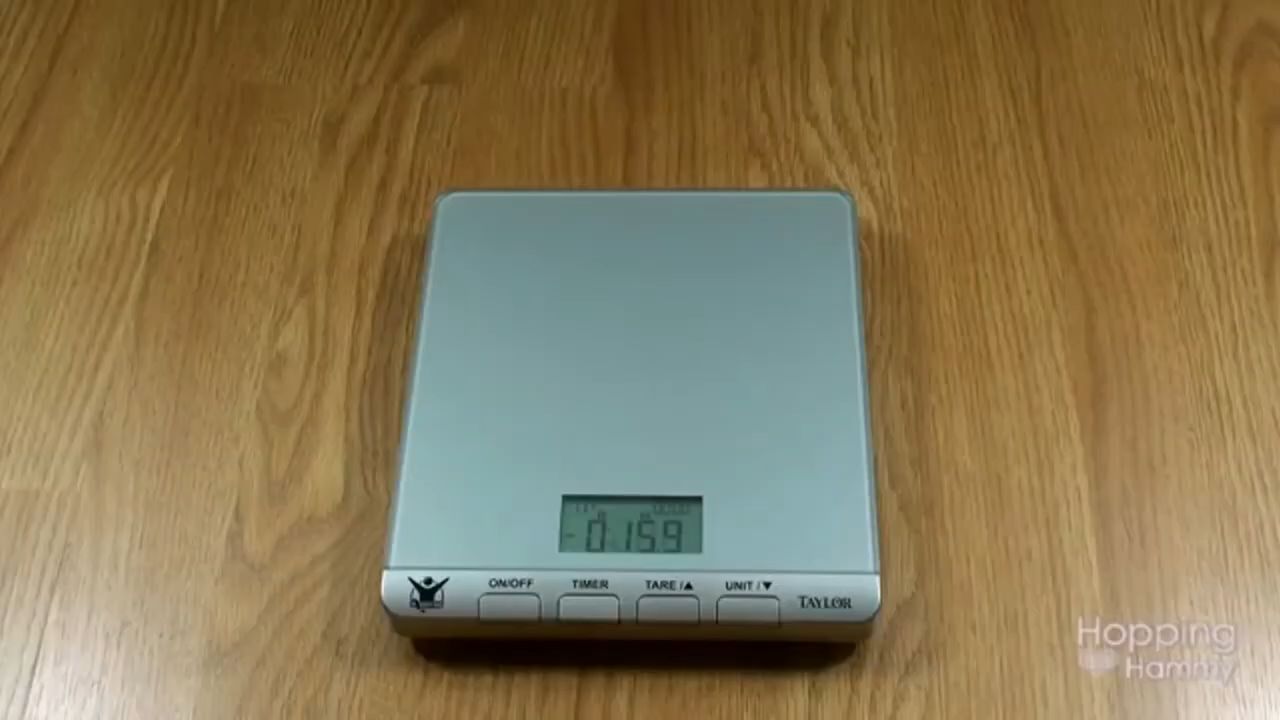 - 0 15.9
ON/OFF TIMER TARE /▲ UNIT /▼ TAYLOR
Hopping
Hammy